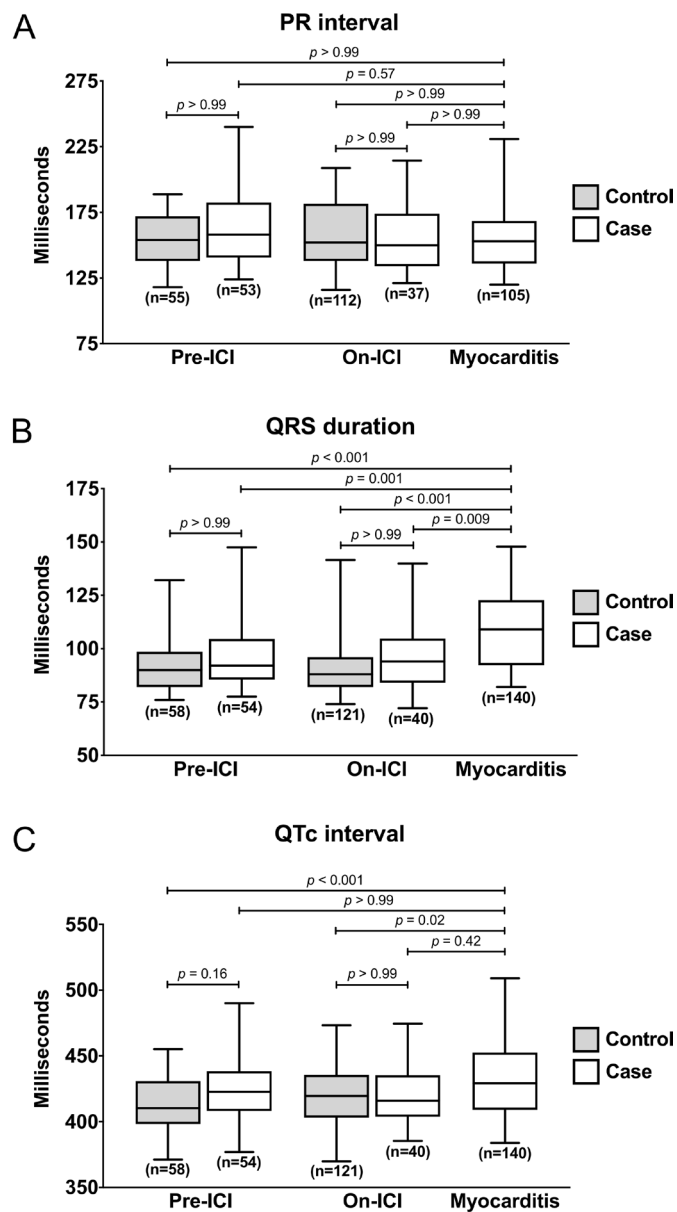 A
PR interval
p > 0.99
p = 0.57
p > 0.99
p > 0.99
p > 0.99
p > 0.99
275
225
175
125
75
Milliseconds
Control
Case
(n=55)
(n=53)
(n=112)
(n=37)
(n=105)
Pre-ICI
On-ICI
Myocarditis
B
QRS duration
p < 0.001
p = 0.001
p < 0.001
p > 0.99
p > 0.99
p = 0.009
175
150
125
100
75
50
Milliseconds
Control
Case
(n=58)
(n=54)
(n=121)
(n=40)
(n=140)
Pre-ICI
On-ICI
Myocarditis
C
QTc interval
p < 0.001
p > 0.99
p = 0.02
p = 0.42
p = 0.16
p > 0.99
550
500
450
400
350
Milliseconds
Control
Case
(n=58)
(n=54)
(n=121)
(n=40)
(n=140)
Pre-ICI
On-ICI
Myocarditis